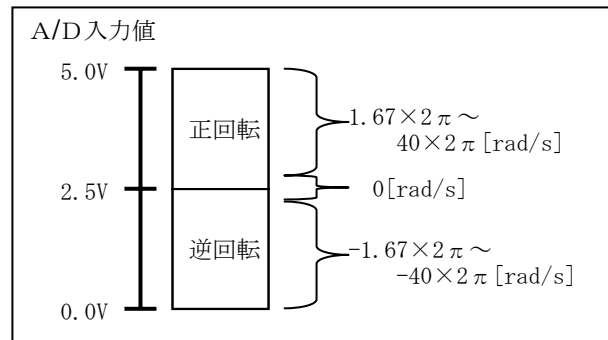 A/D入力値
5.0V
正回転
1.67×2π～
40×2π[rad/s]
2.5V
0[rad/s]
逆回転
-1.67×2π～
-40×2π[rad/s]
0.0V